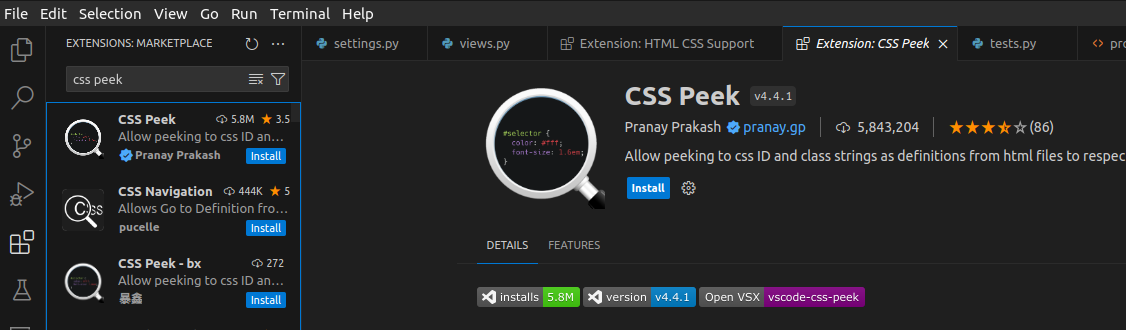 File Edit Selection View Go Run Terminal Help
EXTENSIONS: MARKETPLACE
settings.py views.py Extension: HTML CSS Support Extension: CSS Peek tests.py pro
css peek
CSS Peek 5.8M 3.5
Allow peeking to css ID an...
Pranay Prakash Install
CSS Navigation 444K 5
Allows Go to Definition fro...
pucelle Install
CSS Peek - bx 272
Allow peeking to css ID an...
暴鑫 Install
#selector {
color: #fff;
font-size: 1.6em;
}
CSS Peek v4.4.1
Pranay Prakash pranay.gp 5,843,204 (86)
Allow peeking to css ID and class strings as definitions from html files to respec
Install
DETAILS FEATURES
installs 5.8M version v4.4.1 Open VSX vscode-css-peek